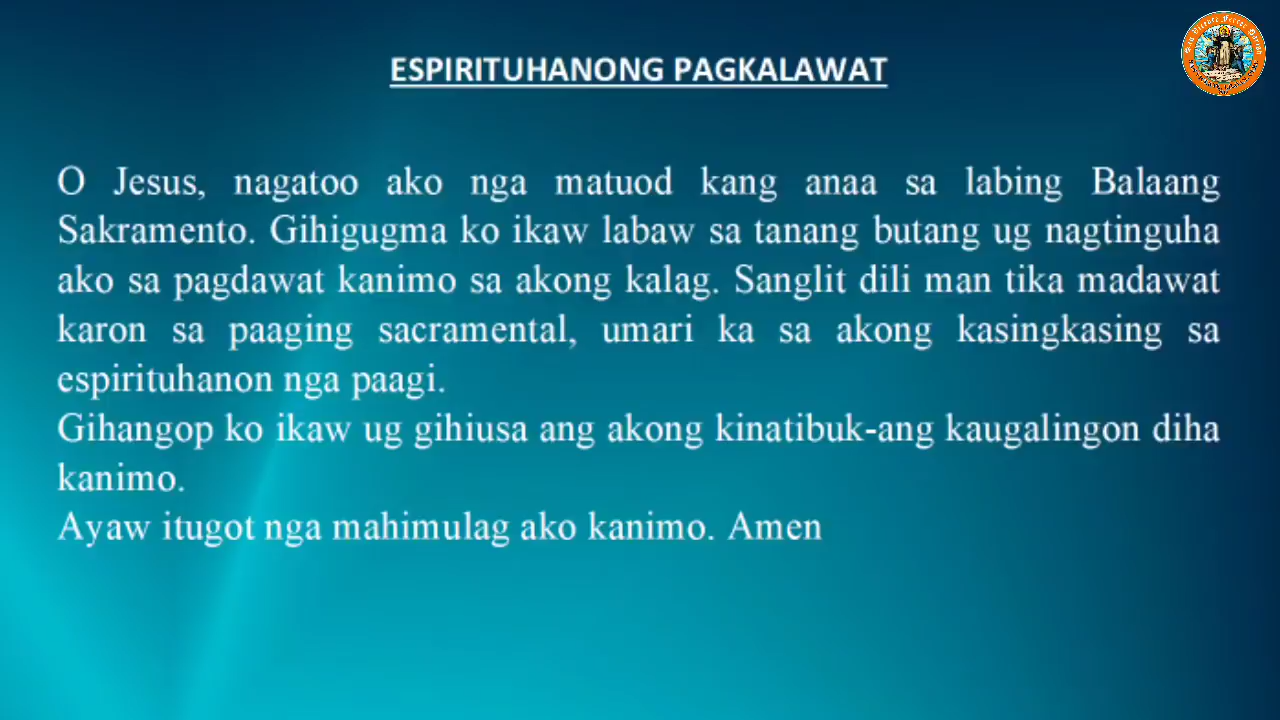 ESPIRITUHANONG PAGKALAWAT
O Jesus, nagatoo ako nga matuod kang anaa sa labing Balaang
Sakramento. Gihigugma ko ikaw labaw sa tanang butang ug nagtinguha
ako sa pagdawat kanimo sa akong kalag. Sanglit dili man tika madawat
karon sa paaging sacramental, umari ka sa akong kasingkasing sa
espirituhanon nga paagi.
Gihangop ko ikaw ug gihiusa ang akong kinatibuk-ang kaugalingon diha
kanimo.
Ayaw itugot nga mahimulag ako kanimo. Amen